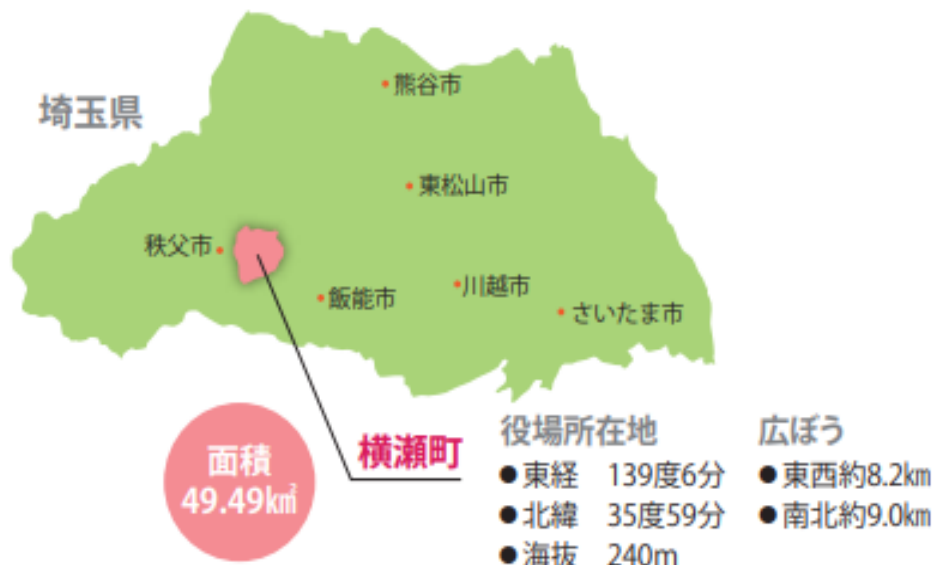 埼玉県
熊谷市
東松山市
秩父市
飯能市
川越市
さいたま市
面積
49.49㎢
横瀬町
役場所在地
●東経　139度6分
●北緯　35度59分
●海抜　240m
広ぼう
●東西約8.2㎞
●南北約9.0㎞